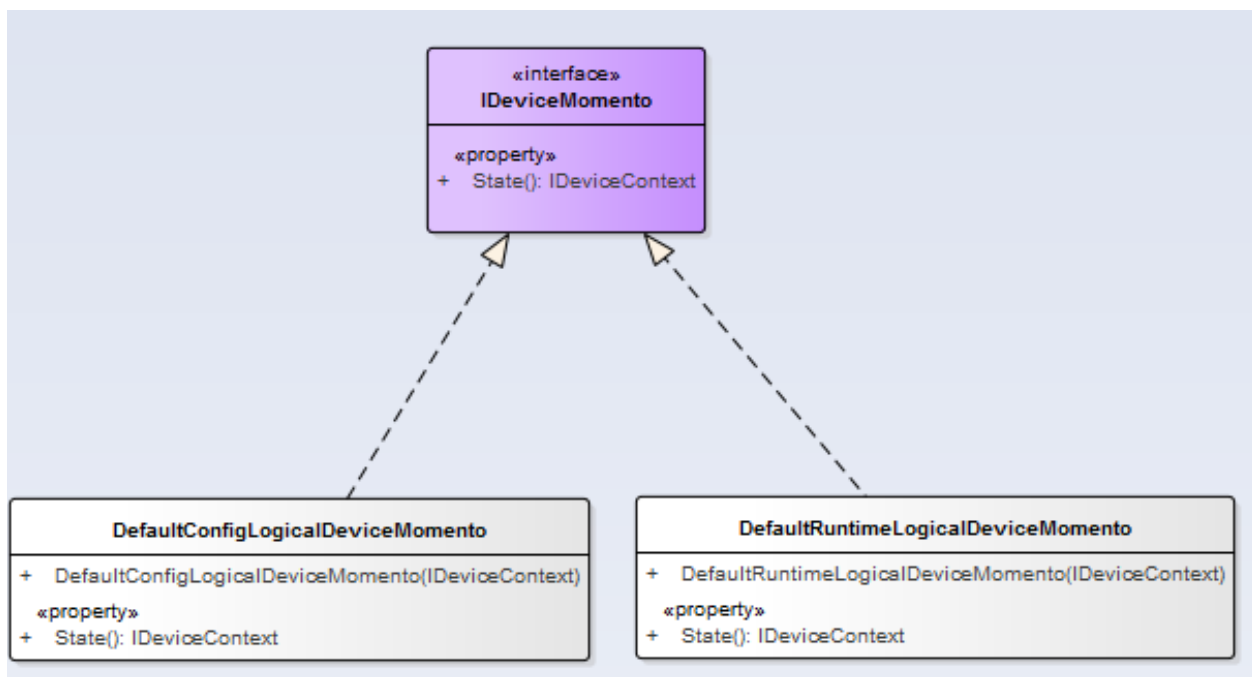 «interface»
IDeviceMomento
«property»
+ State(): IDeviceContext
DefaultConfigLogicalDeviceMomento
+ DefaultConfigLogicalDeviceMomento(IDeviceContext)
«property»
+ State(): IDeviceContext
DefaultRuntimeLogicalDeviceMomento
+ DefaultRuntimeLogicalDeviceMomento(IDeviceContext)
«property»
+ State(): IDeviceContext